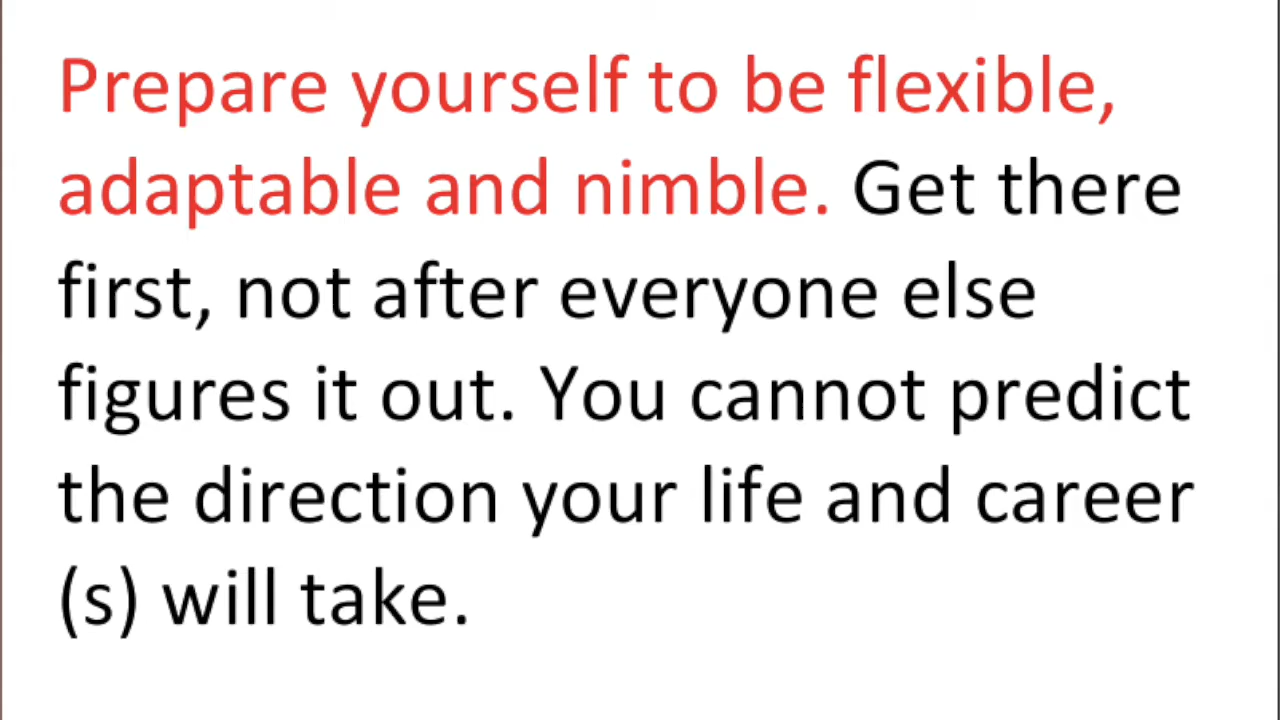 Prepare yourself to be flexible,
adaptable and nimble. Get there
first, not after everyone else
figures it out. You cannot predict
the direction your life and career
(s) will take.